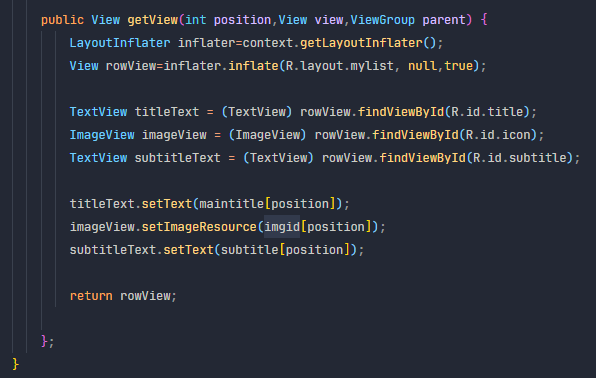 public View getView(int position,View view,ViewGroup parent) {
LayoutInflater inflater=context.getLayoutInflater();
View rowView=inflater.inflate(R.layout.mylist, null,true);
TextView titleText = (TextView) rowView.findViewById(R.id.title);
ImageView imageView = (ImageView) rowView.findViewById(R.id.icon);
TextView subtitleText = (TextView) rowView.findViewById(R.id.subtitle);
titleText.setText(maintitle[position]);
imageView.setImageResource(imgid[position]);
subtitleText.setText(subtitle[position]);
return rowView;
};
}